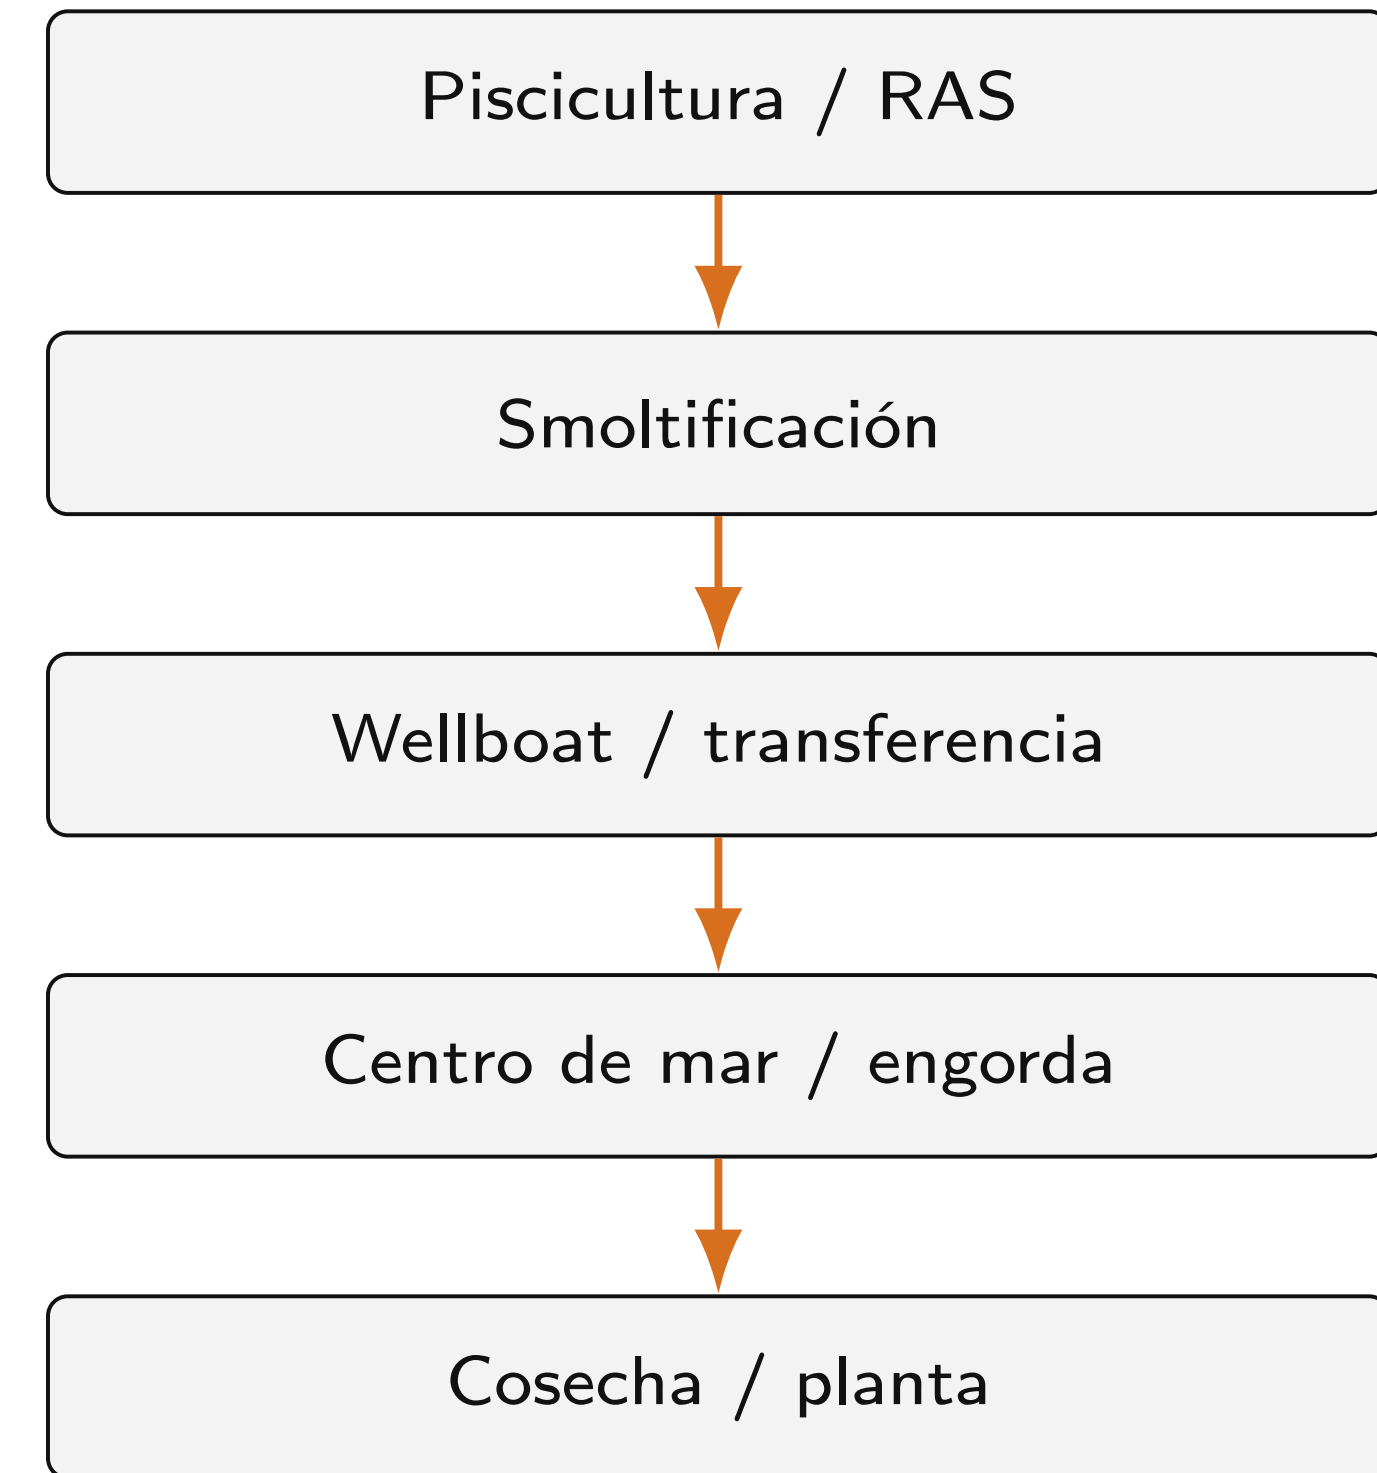 Piscicultura / RAS
Smoltificación
Wellboat / transferencia
Centro de mar / engorda
Cosecha / planta